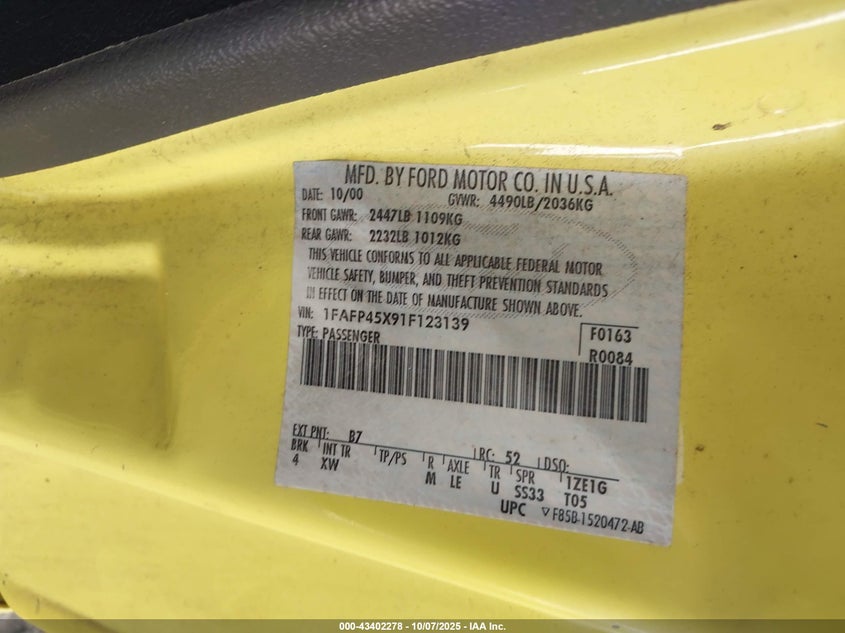 MFD. BY FORD MOTOR CO. IN U.S.A.
DATE: 10/00 GVWR: 4490LB/2036KG
FRONT GAWR: 2447LB 1109KG
REAR GAWR: 2232LB 1012KG
THIS VEHICLE CONFORMS TO ALL APPLICABLE FEDERAL MOTOR
VEHICLE SAFETY, BUMPER, AND THEFT PREVENTION STANDARDS
IN EFFECT ON THE DATE OF MANUFACTURE SHOWN ABOVE.
VIN: 1FAFP45X91F123139
TYPE: PASSENGER
F0163
R0084
EXT PNT: B7 RC: 52 DSO:
BRK INT TR TP/PS R AXLE TR SPR 1ZE1G
4 XW M LE U SS33 T05
UPC F85B-1520472-AB
000-43402278 - 10/07/2025 - IAA Inc.